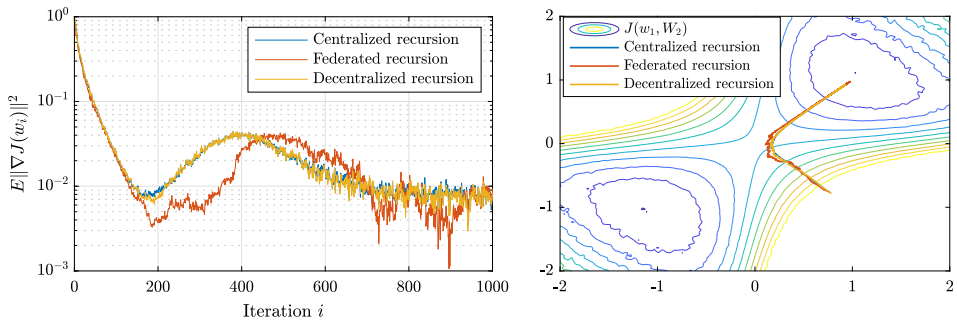 10^0
10^-1
10^-2
10^-3
E‖∇J(w_i)‖^2
Centralized recursion
Federated recursion
Decentralized recursion
0 200 400 600 800 1000
Iteration i
2
1
0
-1
-2
J(w_1, W_2)
Centralized recursion
Federated recursion
Decentralized recursion
-2 -1 0 1 2